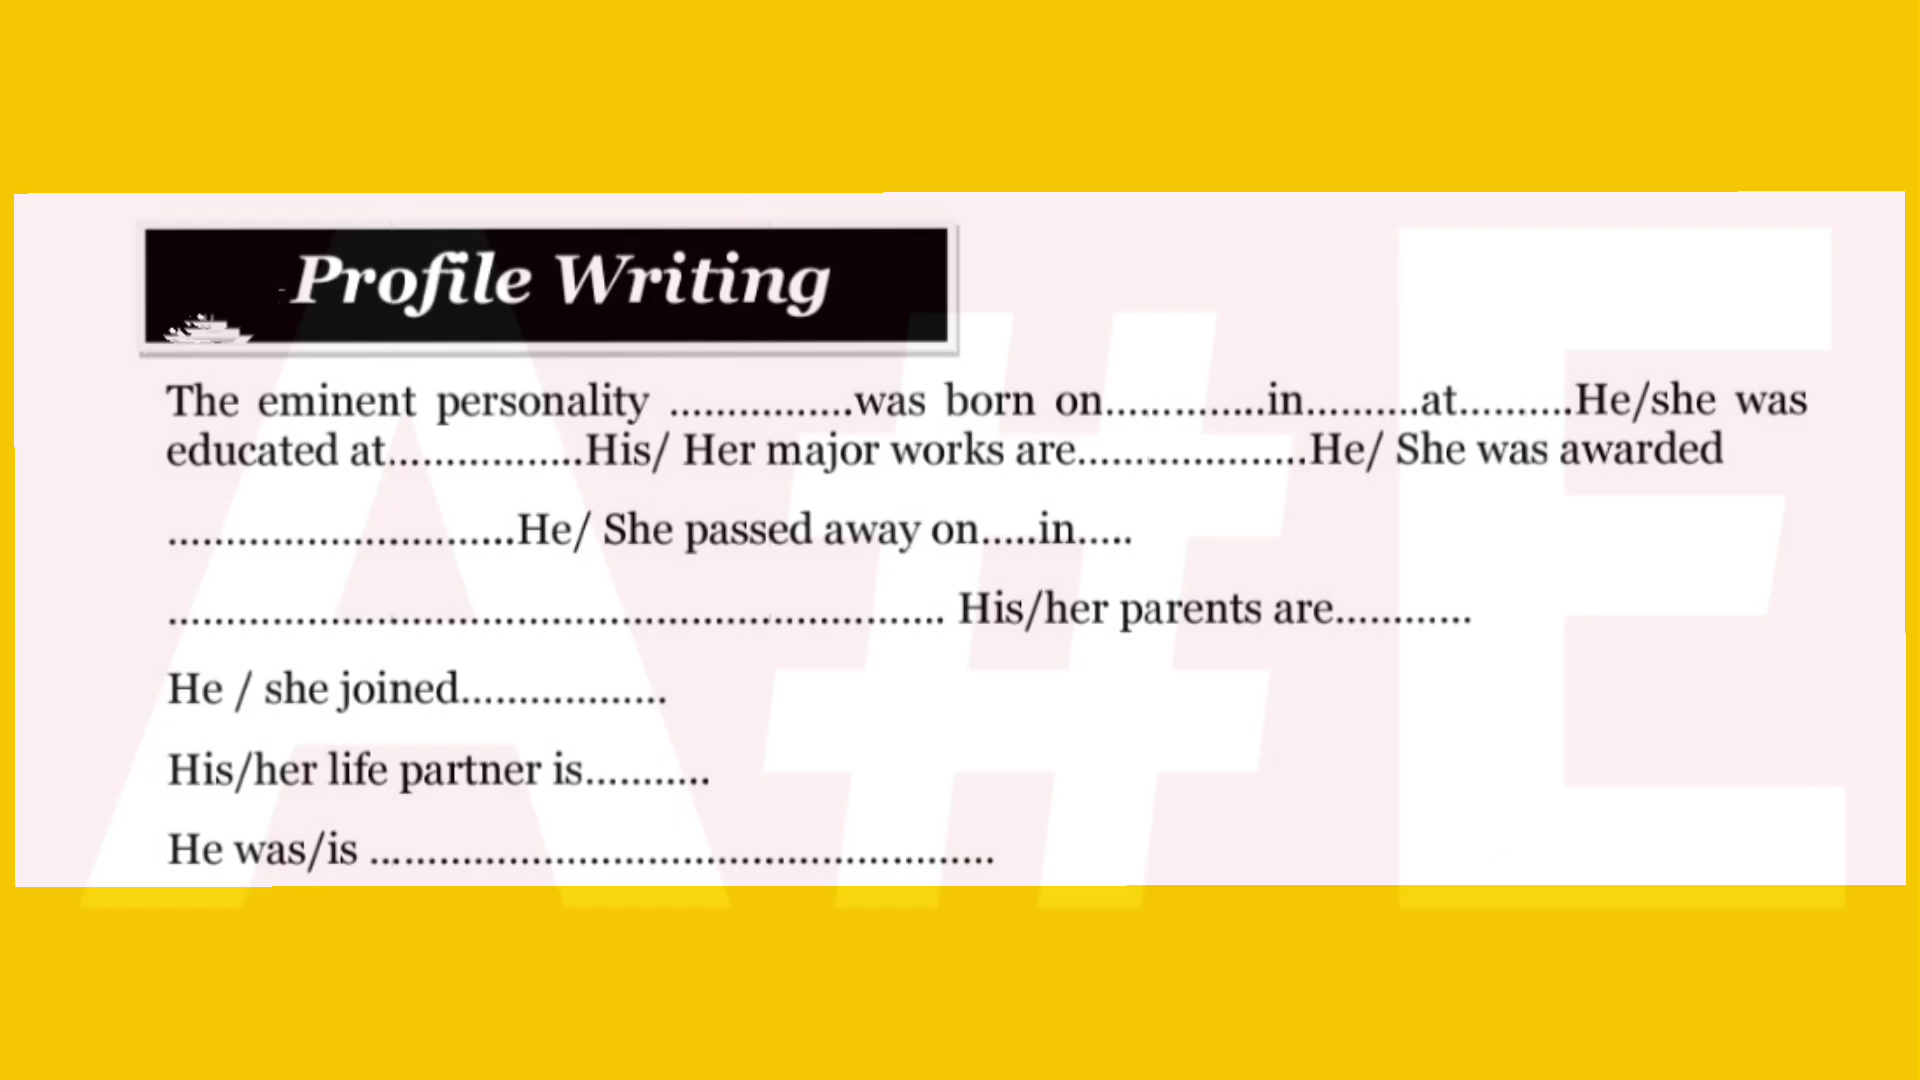 Profile Writing
The eminent personality ................was born on..............in..........at..........He/she was
educated at.................His/ Her major works are....................He/ She was awarded
..............................He/ She passed away on.....in.....
.................................................................... His/her parents are............
He / she joined..................
His/her life partner is...........
He was/is ......................................................
A#E